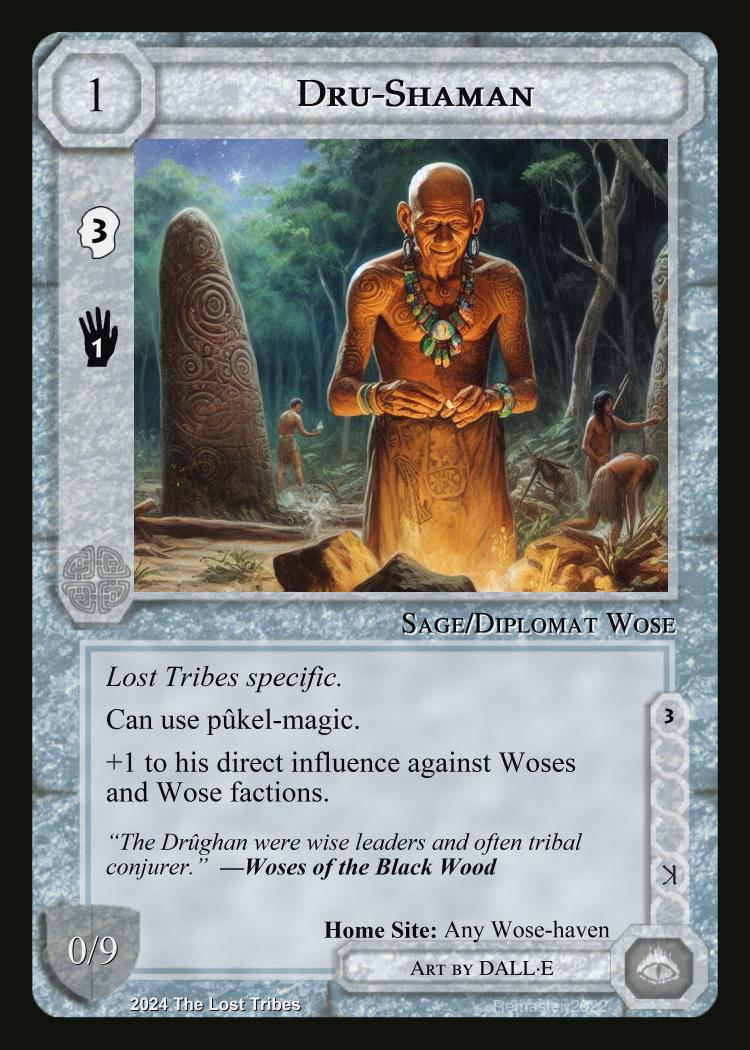 1
Dru-Shaman
3
1
Sage/Diplomat Wose
Lost Tribes specific.
Can use pûkel-magic.
+1 to his direct influence against Woses
and Wose factions.
3
“The Drûghan were wise leaders and often tribal
conjurer.” —Woses of the Black Wood
Home Site: Any Wose-haven
0/9
Art by DALL·E
2024 The Lost Tribes
Remaster 2022